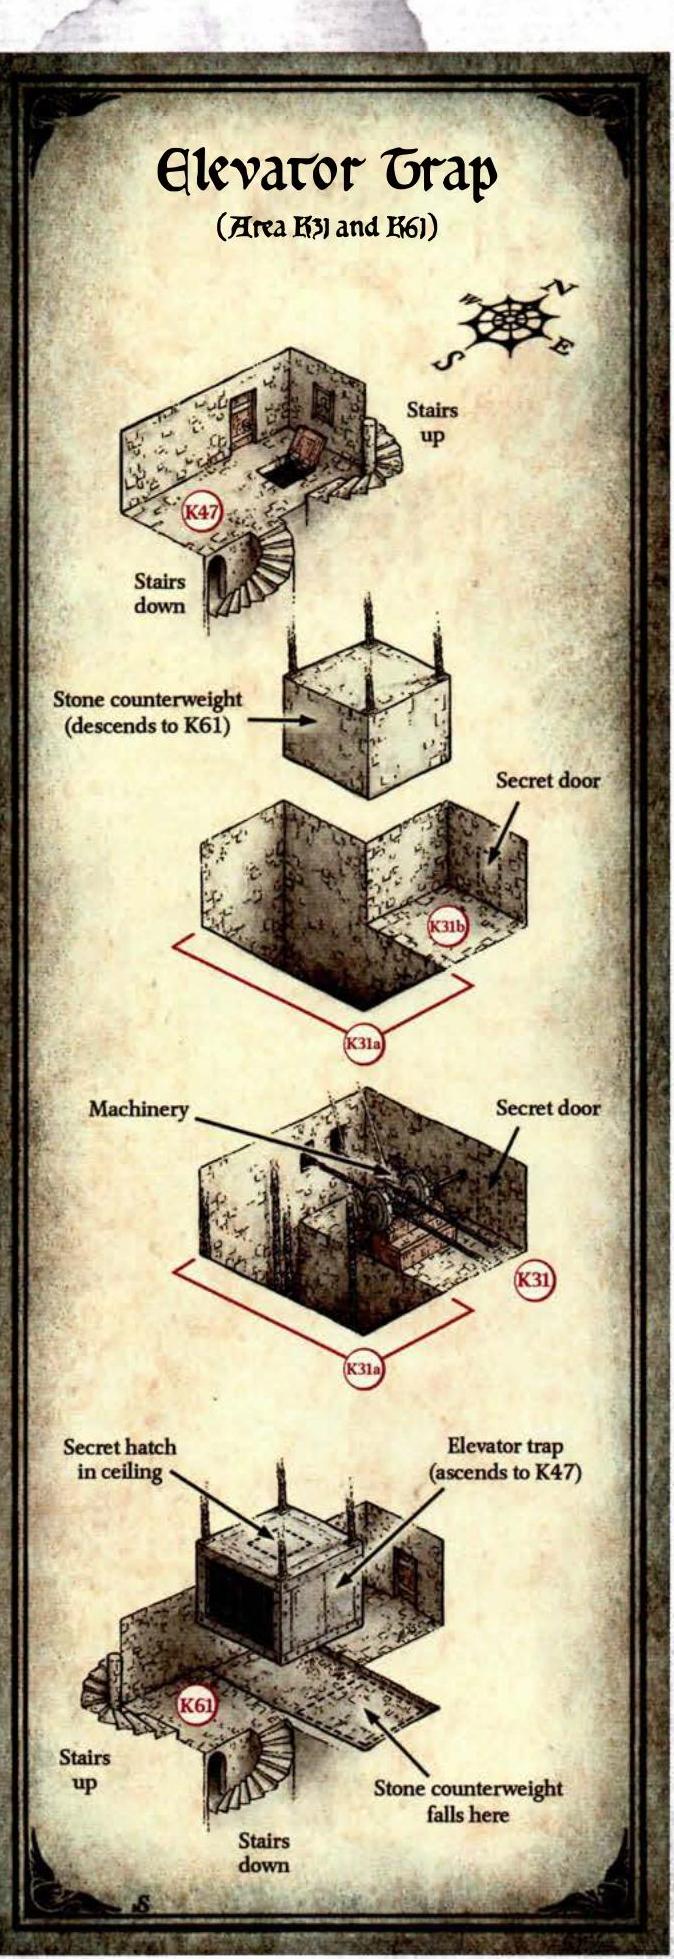 Elevator Trap
(Area K31 and K61)
N
W
E
S
Stairs
up
K47
Stairs
down
Stone counterweight
(descends to K61)
Secret door
K31b
K31a
Machinery
Secret door
K31
K31a
Secret hatch
in ceiling
Elevator trap
(ascends to K47)
K61
Stairs
up
Stone counterweight
falls here
Stairs
down